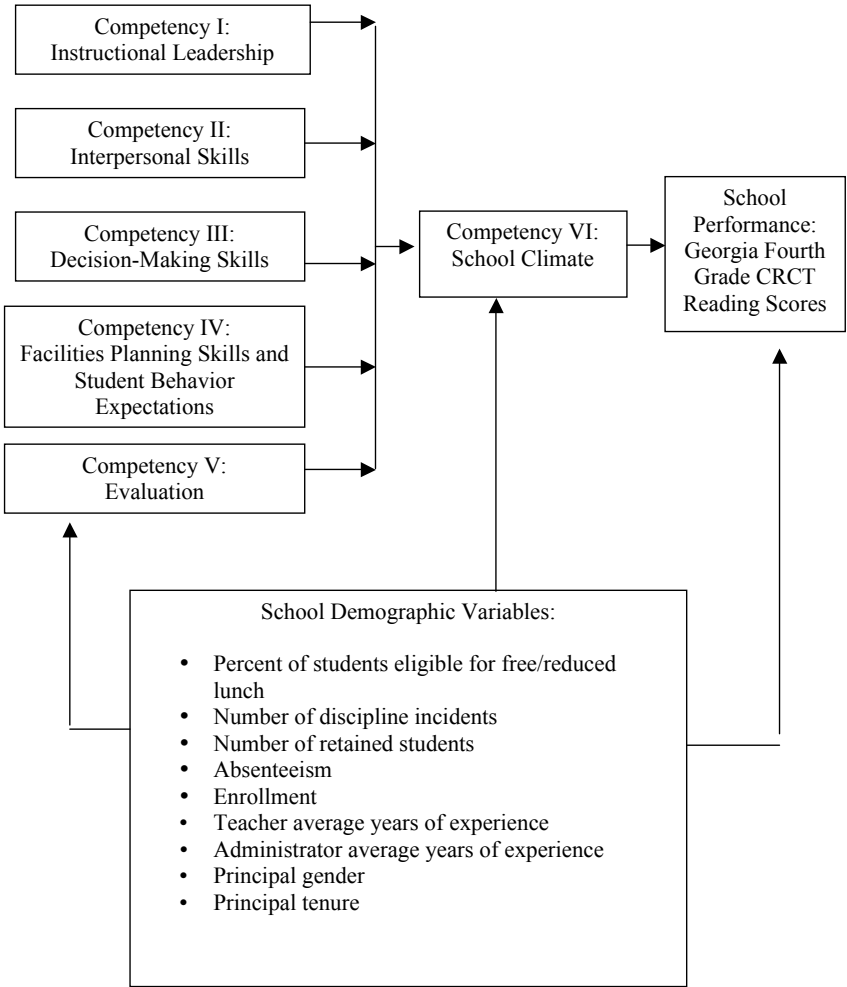 Competency I:
Instructional Leadership
Competency II:
Interpersonal Skills
Competency III:
Decision-Making Skills
Competency IV:
Facilities Planning Skills and
Student Behavior
Expectations
Competency V:
Evaluation
Competency VI:
School Climate
School
Performance:
Georgia Fourth
Grade CRCT
Reading Scores
School Demographic Variables:
• Percent of students eligible for free/reduced
lunch
• Number of discipline incidents
• Number of retained students
• Absenteeism
• Enrollment
• Teacher average years of experience
• Administrator average years of experience
• Principal gender
• Principal tenure